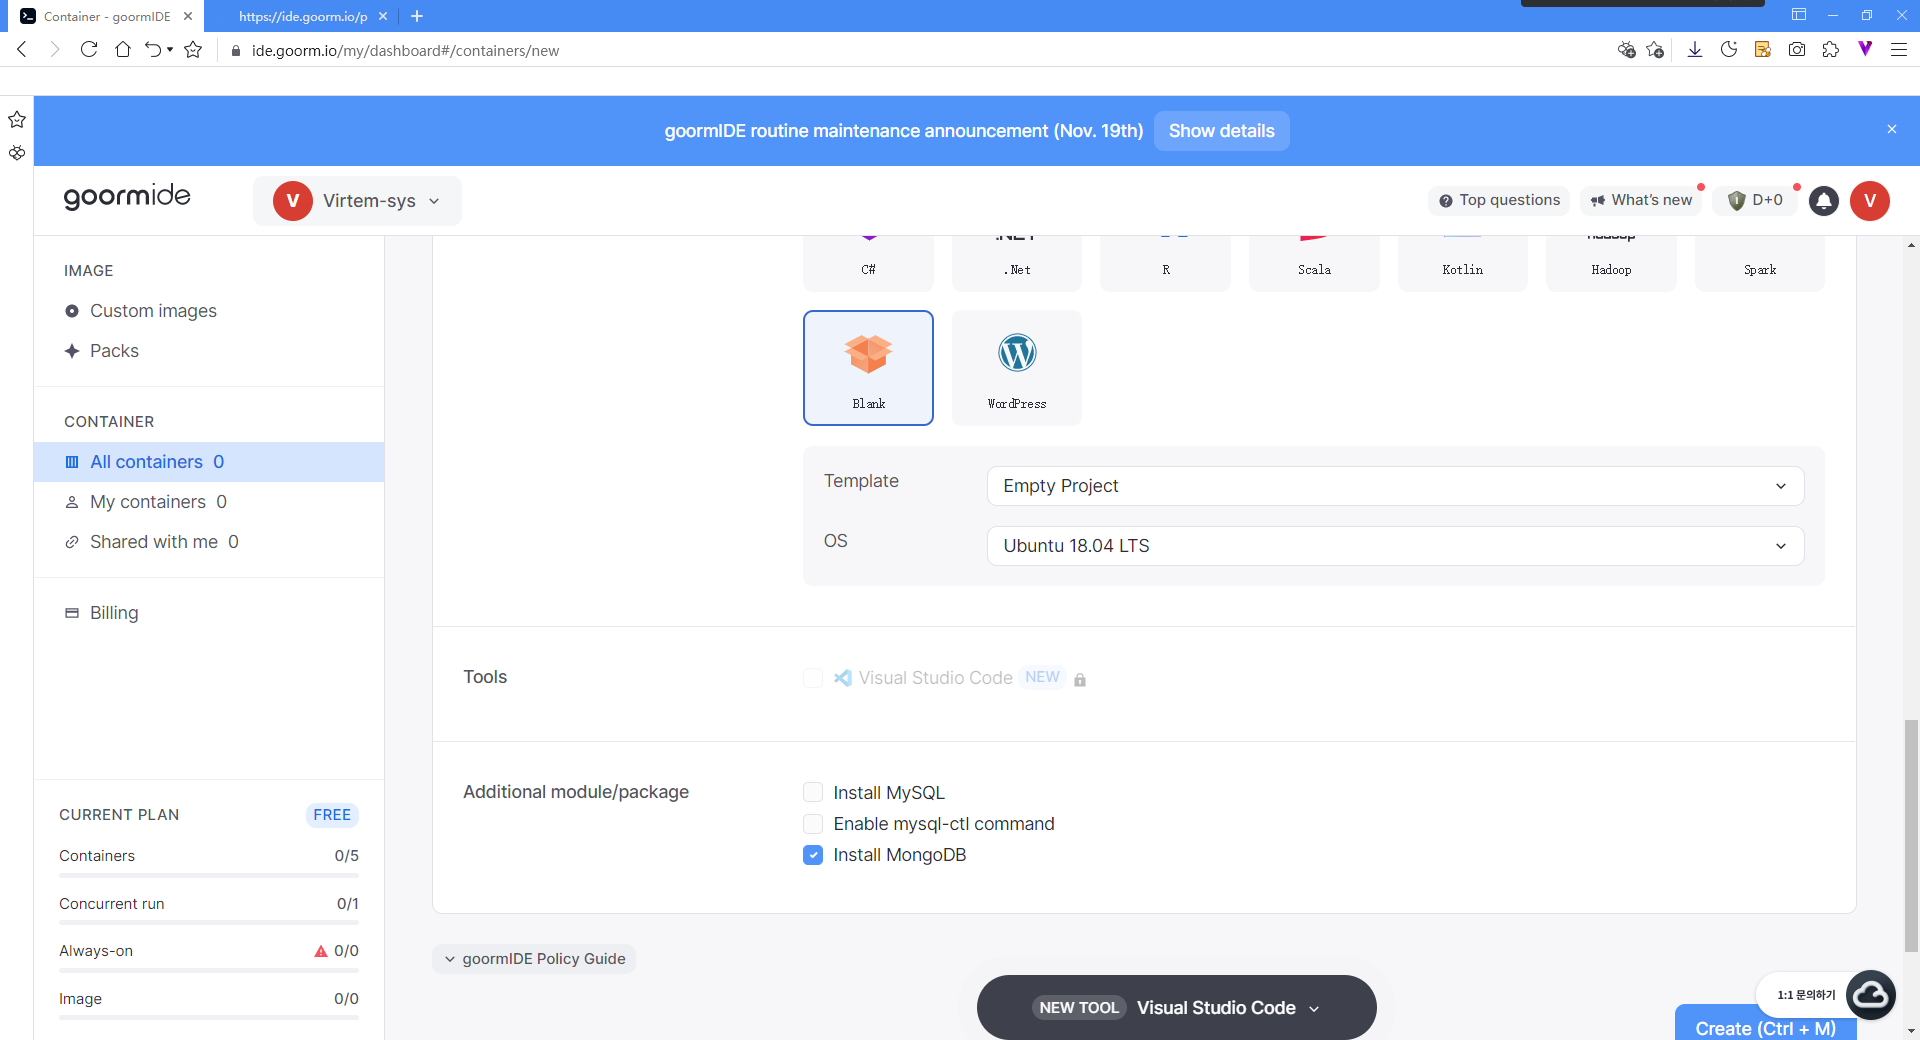 Container - goormIDE
https://ide.goorm.io/p
ide.goorm.io/my/dashboard#/containers/new
goormIDE routine maintenance announcement (Nov. 19th) Show details
goormide
V Virtem-sys
Top questions
What's new
D+0
V
IMAGE
Custom images
Packs
CONTAINER
All containers 0
My containers 0
Shared with me 0
Billing
CURRENT PLAN FREE
Containers 0/5
Concurrent run 0/1
Always-on 0/0
Image 0/0
C# .Net R Scala Kotlin Hadoop Spark
Blank WordPress
Template Empty Project
OS Ubuntu 18.04 LTS
Tools Visual Studio Code NEW
Additional module/package Install MySQL
Enable mysql-ctl command
Install MongoDB
goormIDE Policy Guide
NEW TOOL Visual Studio Code
1:1 문의하기
Create (Ctrl + M)